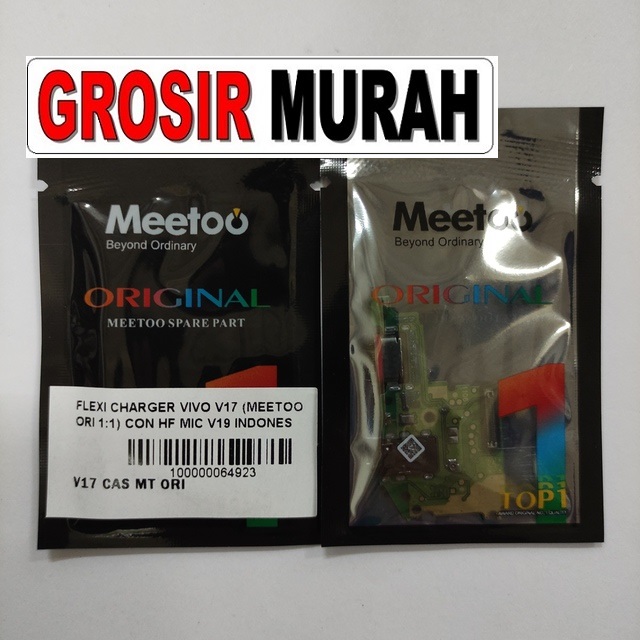 GROSIR MURAH
Meetoo
Beyond Ordinary
ORIGINAL
MEETOO SPARE PART
FLEXI CHARGER VIVO V17 (MEETOO
ORI 1:1) CON HF MIC V19 INDONES
100000064923
V17 CAS MT ORI
Meetoo
Beyond Ordinary
ORIGINAL
1
TOP1